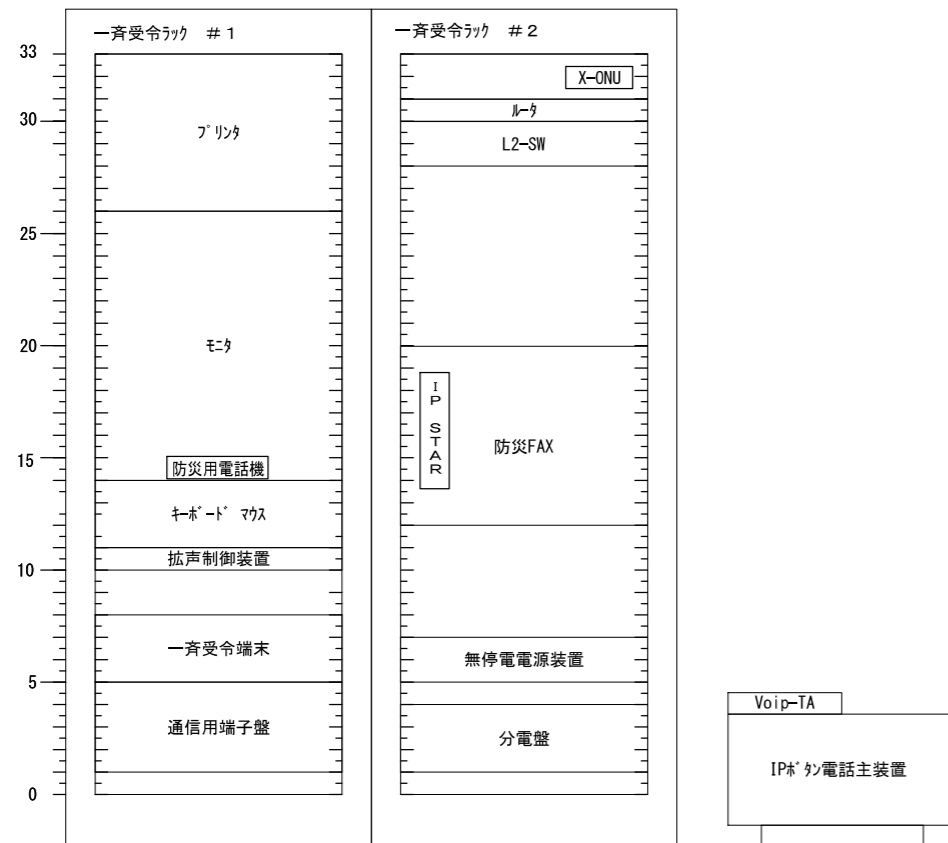 一斉受令ﾗｯｸ ＃１
一斉受令ﾗｯｸ ＃２
33
30
25
20
15
10
5
0
ﾌﾟﾘﾝﾀ
ﾓﾆﾀ
防災用電話機
ｷｰﾎﾞｰﾄﾞ ﾏｳｽ
拡声制御装置
一斉受令端末
通信用端子盤
X-ONU
ﾙｰﾀ
L2-SW
IP STAR
防災FAX
無停電電源装置
分電盤
Voip-TA
IPﾎﾞﾀﾝ電話主装置